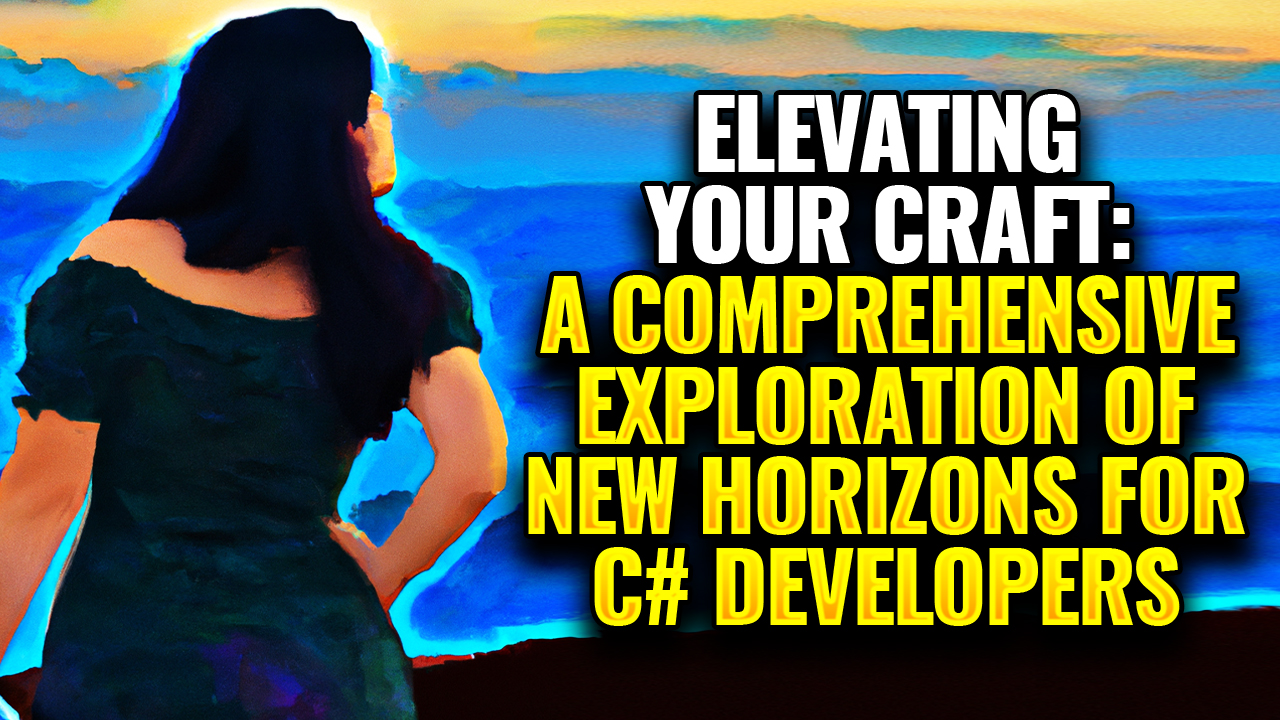 ELEVATING
YOUR CRAFT:
A COMPREHENSIVE
EXPLORATION OF
NEW HORIZONS FOR
C# DEVELOPERS